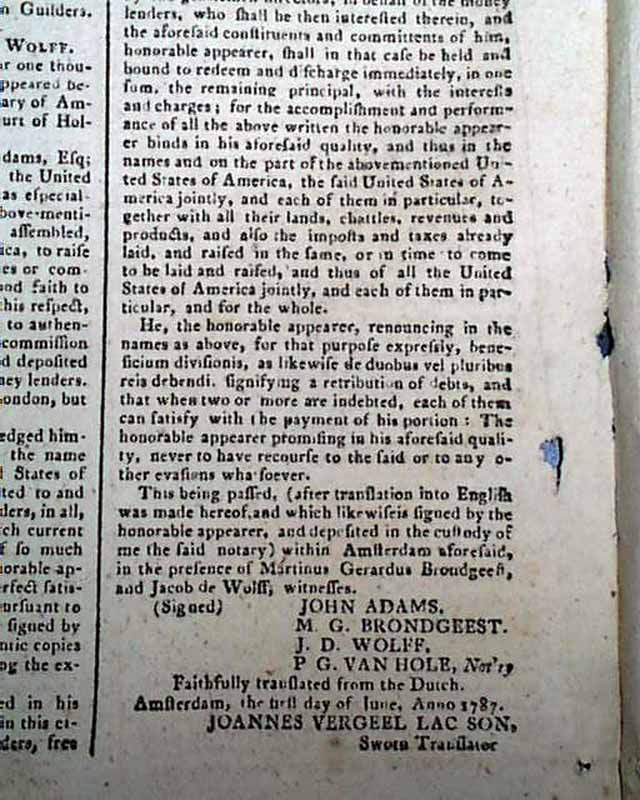 n Guilders.
WOLFF.
or one thou-
ppeared be-
ary of Am-
urt of Hol-
dams, Esq;
the United
as eſpecial-
bove-menti-
aſſembled,
ica, to raiſe
es or com-
and faith to
his reſpect,
to authen-
commiſſion
d depoſited
ney lenders.
ondon, but
edged him-
the name
States of
ted to and
ders, in all,
ch current
f ſo much
orable ap-
rfect ſatis-
urſuant to
ſigned by
ntic copies
ng the ex-
ed in his
in this ci-
ders, free
lenders, who ſhall be then intereſted therein, and
the aforeſaid conſtituents and committents of him,
honorable appearer, ſhall in that caſe be held and
bound to redeem and diſcharge immediately, in one
ſum, the remaining principal, with the intereſts
and charges; for the accompliſhment and perform-
ance of all the above written the honorable appear-
er binds in his aforeſaid quality, and thus in the
names and on the part of the abovementioned Uni-
ted States of America, the ſaid United States of A-
merica jointly, and each of them in particular, to-
gether with all their lands, chattles, revenues and
products, and alſo the impoſts and taxes already
laid, and raiſed in the ſame, or in time to come
to be laid and raiſed, and thus of all the United
States of America jointly, and each of them in par-
ticular, and for the whole.
He, the honorable appearer, renouncing in the
names as above, for that purpoſe expreſsly, bene-
ficium diviſionis, as likewiſe de duobus vel pluribus
reis debendi. ſignifying a retribution of debts, and
that when two or more are indebted, each of them
can ſatisfy with the payment of his portion: The
honorable appearer promiſing in his aforeſaid quali-
ty, never to have recourſe to the ſaid or to any o-
ther evaſions whatſoever.
This being paſſed, (after tranſlation into Engliſh
was made hereof, and which likewiſe is ſigned by the
honorable appearer, and depoſited in the cuſtody of
me the ſaid notary) within Amſterdam aforeſaid,
in the preſence of Martinus Gerardus Brondgeeſt,
and Jacob de Wolff, witneſſes.
(Signed) JOHN ADAMS.
M. G. BRONDGEEST.
J. D. WOLFF.
P G. VAN HOLE, Not'ry
Faithfully tranſlated from the Dutch.
Amſterdam, the firſt day of June, Anno 1787.
JOANNES VERGEEL LAC SON,
Sworn Tranſlator